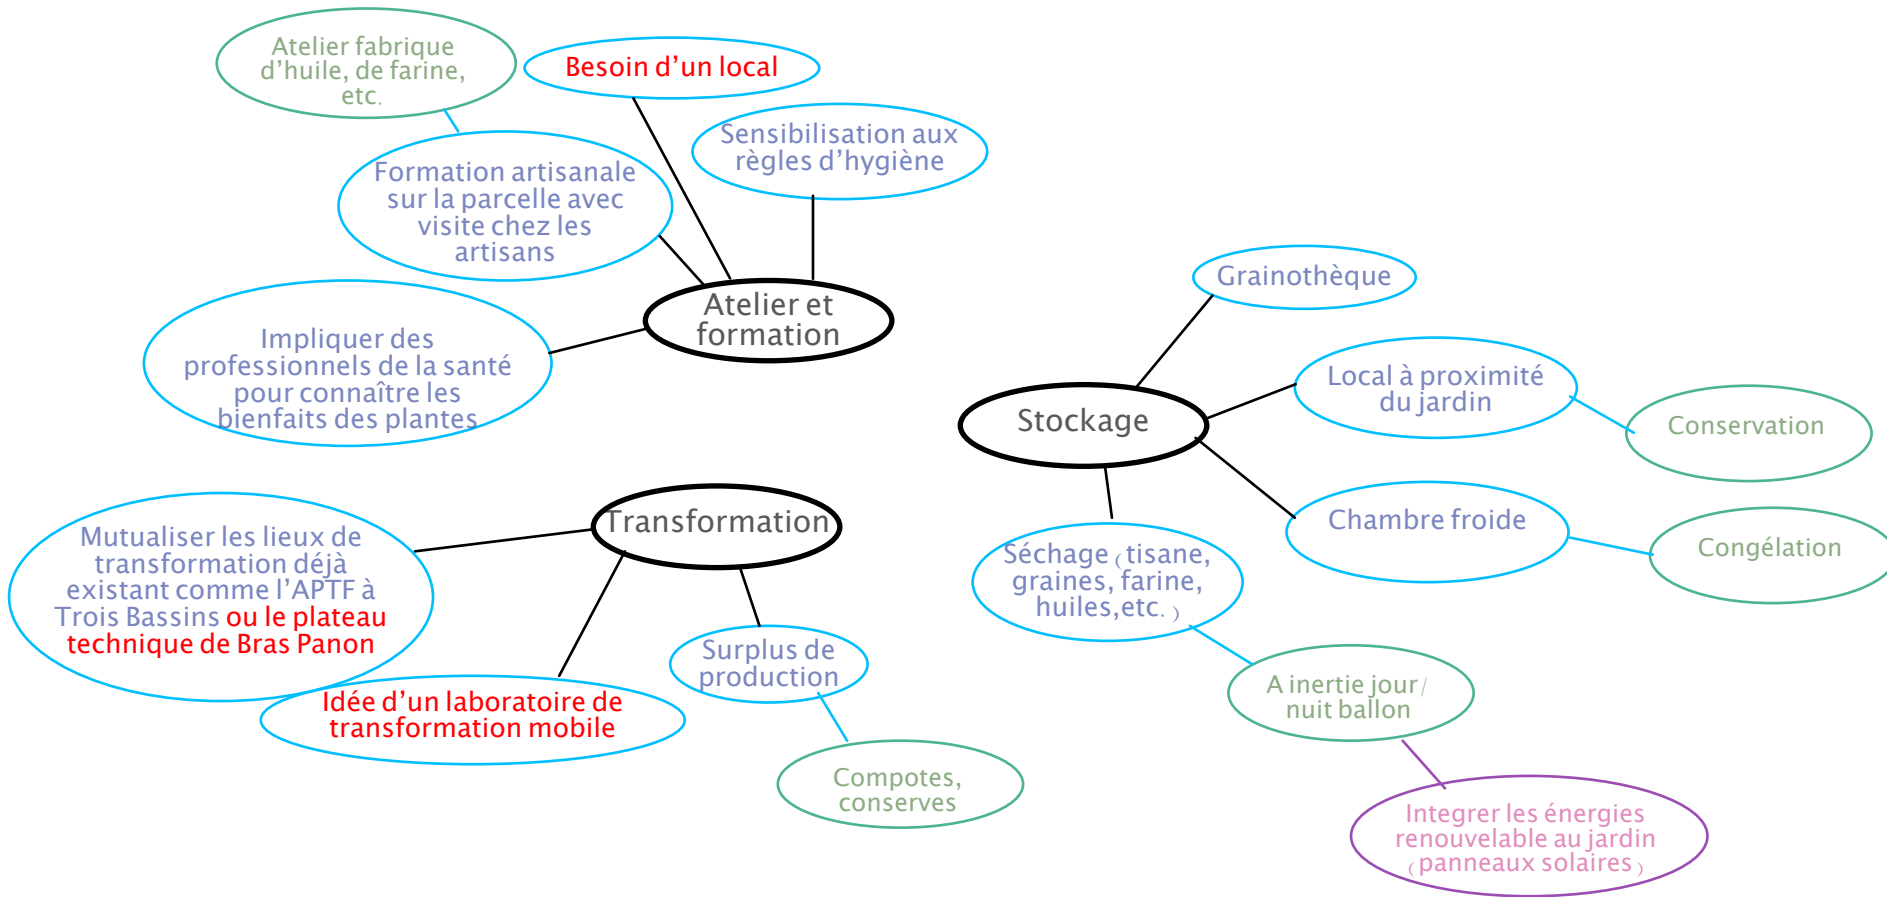 Atelier fabrique
d’huile, de farine,
etc.
Besoin d’un local
Sensibilisation aux
règles d’hygiène
Formation artisanale
sur la parcelle avec
visite chez les
artisans
Impliquer des
professionnels de la santé
pour connaître les
bienfaits des plantes
Atelier et
formation
Grainothèque
Local à proximité
du jardin
Stockage
Conservation
Chambre froide
Congélation
Séchage (tisane,
graines, farine,
huiles,etc. )
A inertie jour/
nuit ballon
Integrer les énergies
renouvelable au jardin
(panneaux solaires)
Transformation
Mutualiser les lieux de
transformation déjà
existant comme l’APTF à
Trois Bassins ou le plateau
technique de Bras Panon
Idée d’un laboratoire de
transformation mobile
Surplus de
production
Compotes,
conserves